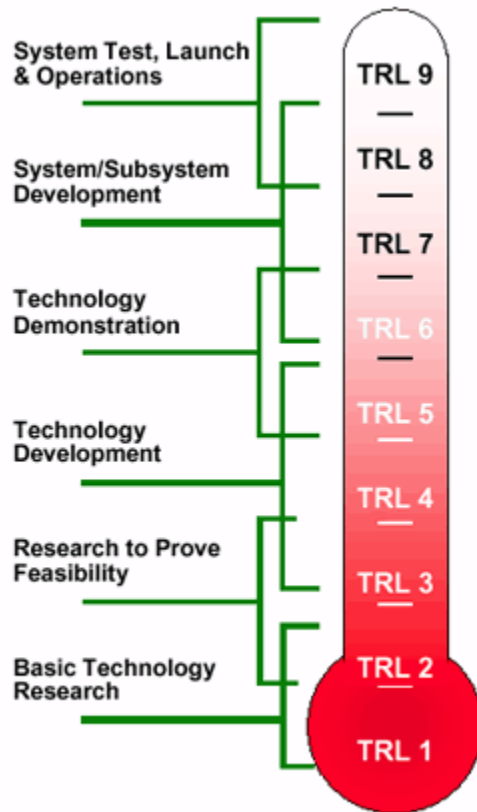 System Test, Launch
& Operations
System/Subsystem
Development
Technology
Demonstration
Technology
Development
Research to Prove
Feasibility
Basic Technology
Research
TRL 9
TRL 8
TRL 7
TRL 6
TRL 5
TRL 4
TRL 3
TRL 2
TRL 1